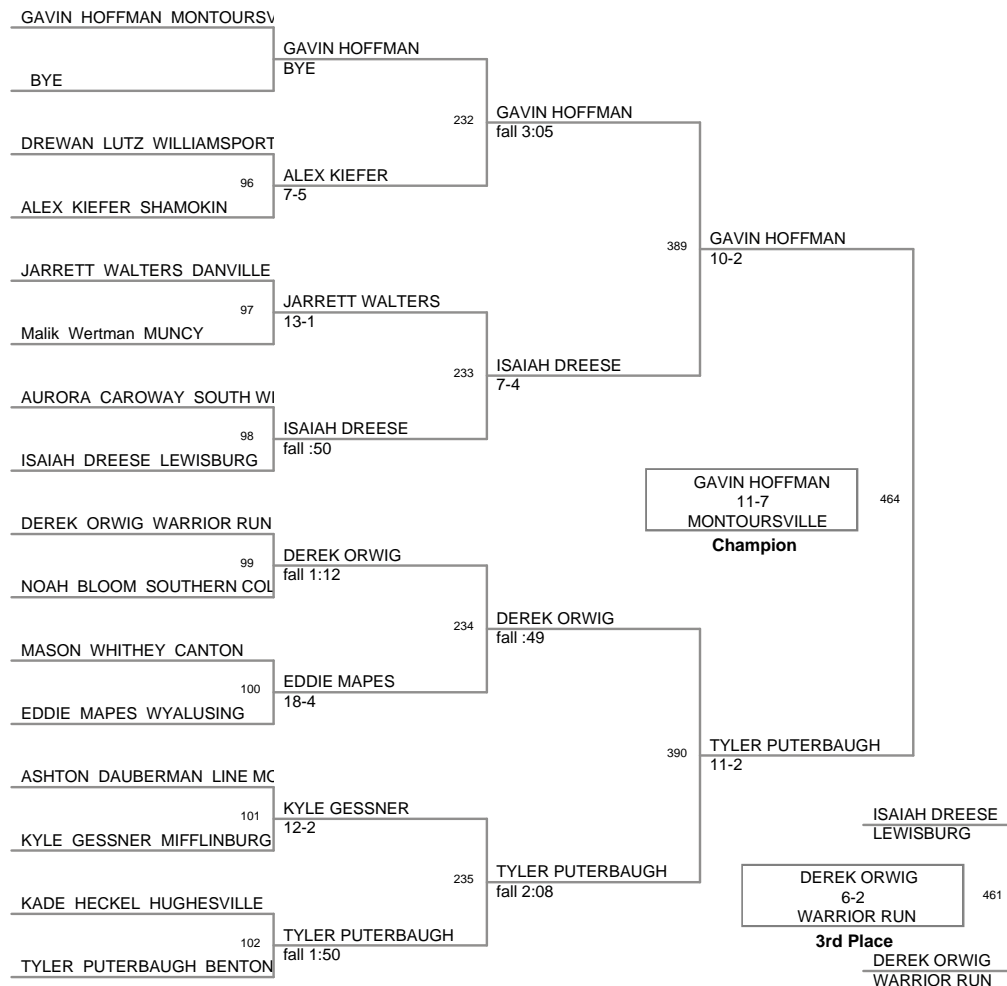 GAVIN HOFFMAN MONTOURSV
BYE
GAVIN HOFFMAN
BYE
DREWAN LUTZ WILLIAMSPORT
96
ALEX KIEFER SHAMOKIN
ALEX KIEFER
7-5
232
GAVIN HOFFMAN
fall 3:05
JARRETT WALTERS DANVILLE
97
Malik Wertman MUNCY
JARRETT WALTERS
13-1
AURORA CAROWAY SOUTH WI
98
ISAIAH DREESE LEWISBURG
ISAIAH DREESE
fall :50
233
ISAIAH DREESE
7-4
389
GAVIN HOFFMAN
10-2
DEREK ORWIG WARRIOR RUN
99
NOAH BLOOM SOUTHERN COL
DEREK ORWIG
fall 1:12
MASON WHITHEY CANTON
100
EDDIE MAPES WYALUSING
EDDIE MAPES
18-4
234
DEREK ORWIG
fall :49
ASHTON DAUBERMAN LINE MO
101
KYLE GESSNER MIFFLINBURG
KYLE GESSNER
12-2
KADE HECKEL HUGHESVILLE
102
TYLER PUTERBAUGH BENTON
TYLER PUTERBAUGH
fall 1:50
235
TYLER PUTERBAUGH
fall 2:08
390
TYLER PUTERBAUGH
11-2
GAVIN HOFFMAN
11-7
MONTOURSVILLE
464
Champion
ISAIAH DREESE
LEWISBURG
DEREK ORWIG
6-2
WARRIOR RUN
461
3rd Place
DEREK ORWIG
WARRIOR RUN